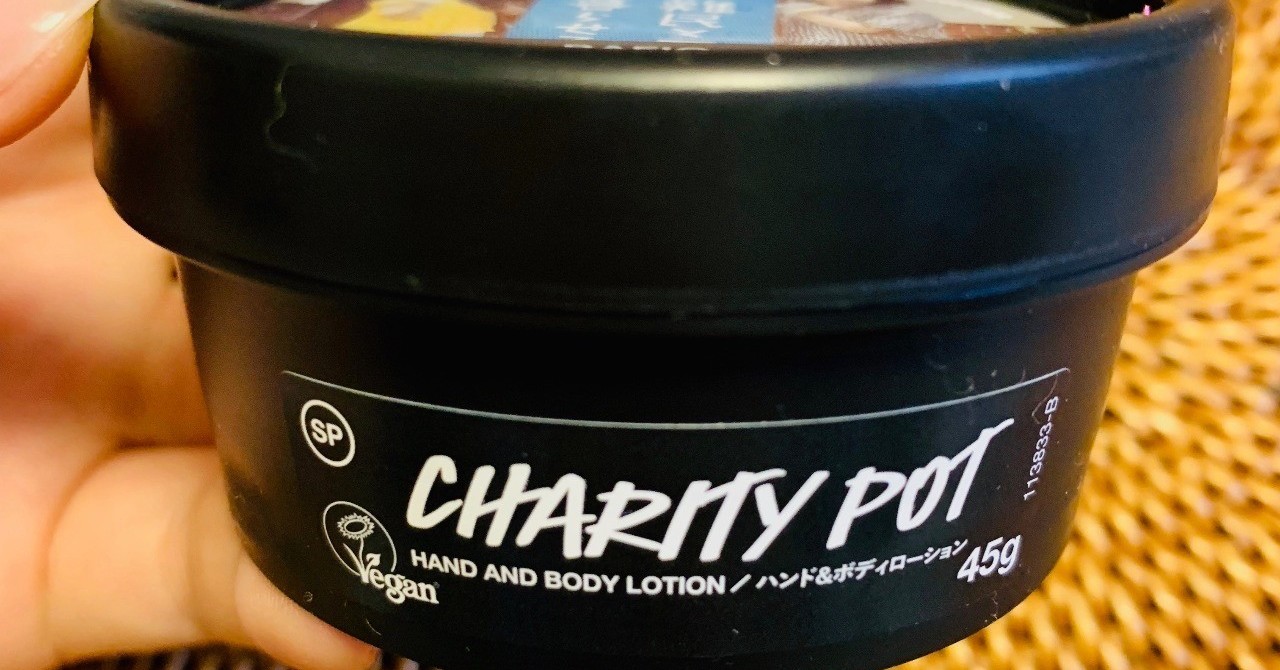 SP
CHARITY POT
113833-B
Vegan
HAND AND BODY LOTION / ハンド&ボディローション
45g